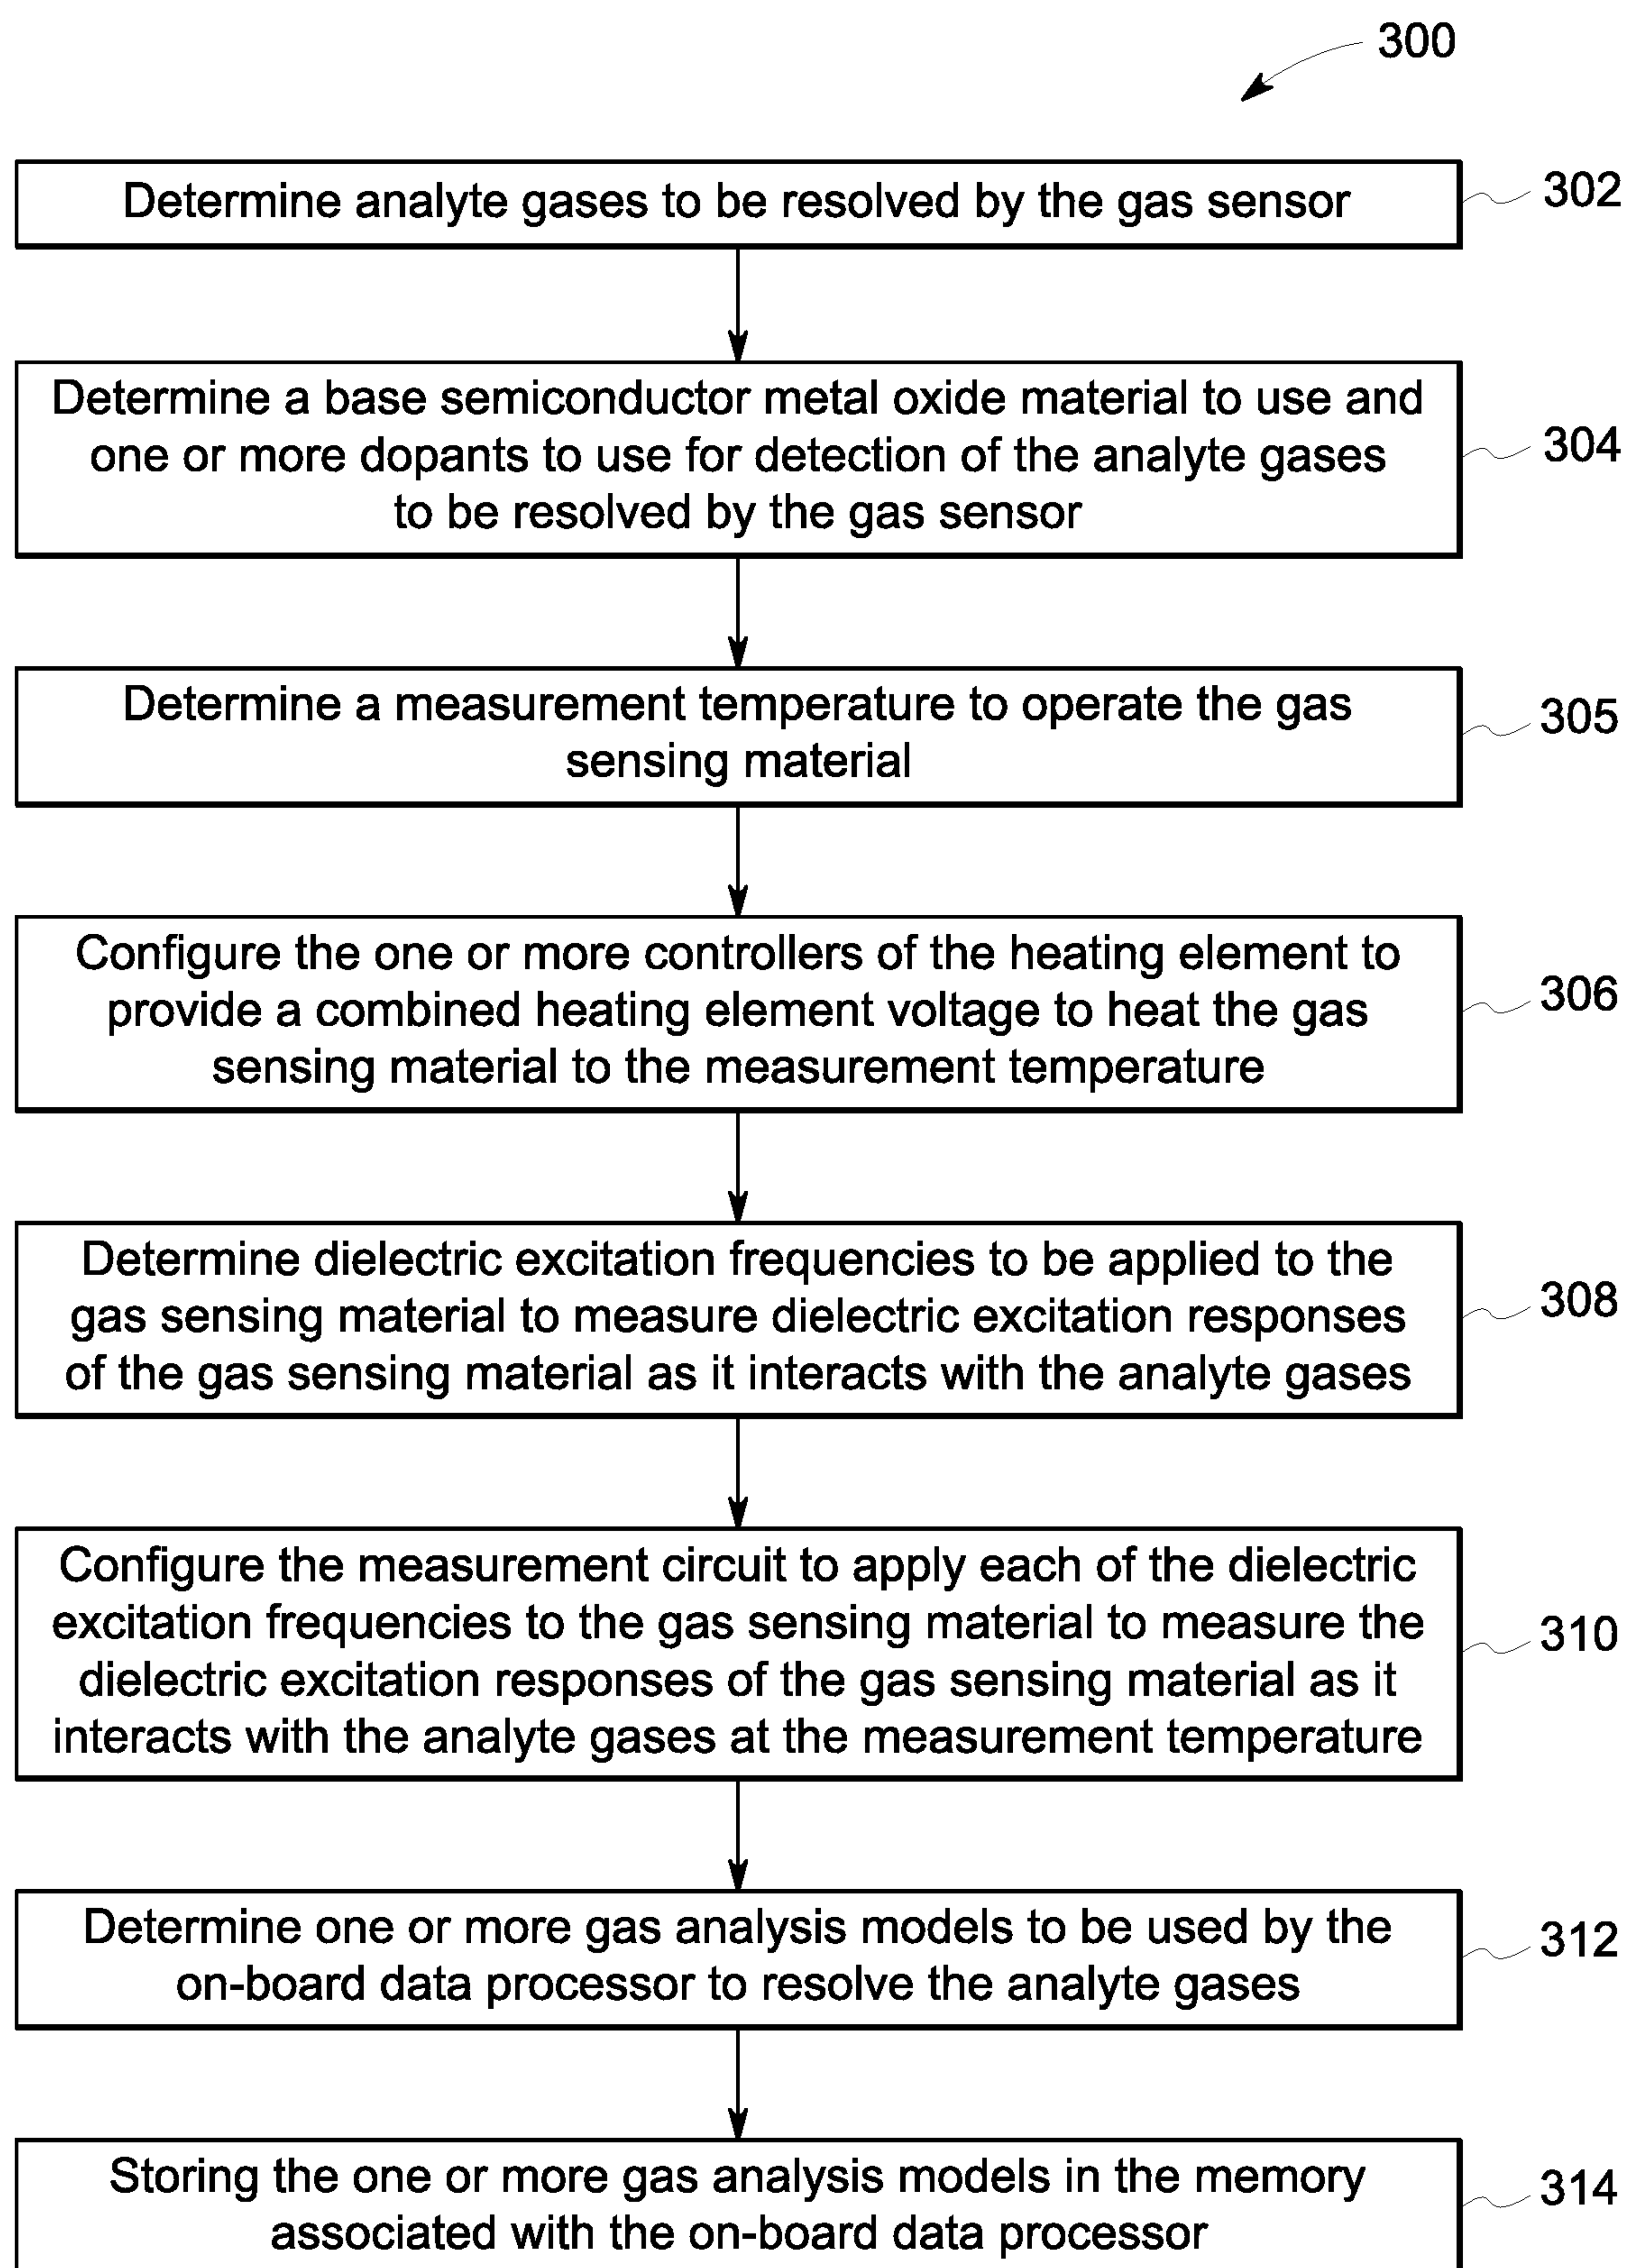 300
Determine analyte gases to be resolved by the gas sensor
302
Determine a base semiconductor metal oxide material to use and
one or more dopants to use for detection of the analyte gases
to be resolved by the gas sensor
304
Determine a measurement temperature to operate the gas
sensing material
305
Configure the one or more controllers of the heating element to
provide a combined heating element voltage to heat the gas
sensing material to the measurement temperature
306
Determine dielectric excitation frequencies to be applied to the
gas sensing material to measure dielectric excitation responses
of the gas sensing material as it interacts with the analyte gases
308
Configure the measurement circuit to apply each of the dielectric
excitation frequencies to the gas sensing material to measure the
dielectric excitation responses of the gas sensing material as it
interacts with the analyte gases at the measurement temperature
310
Determine one or more gas analysis models to be used by the
on-board data processor to resolve the analyte gases
312
Storing the one or more gas analysis models in the memory
associated with the on-board data processor
314